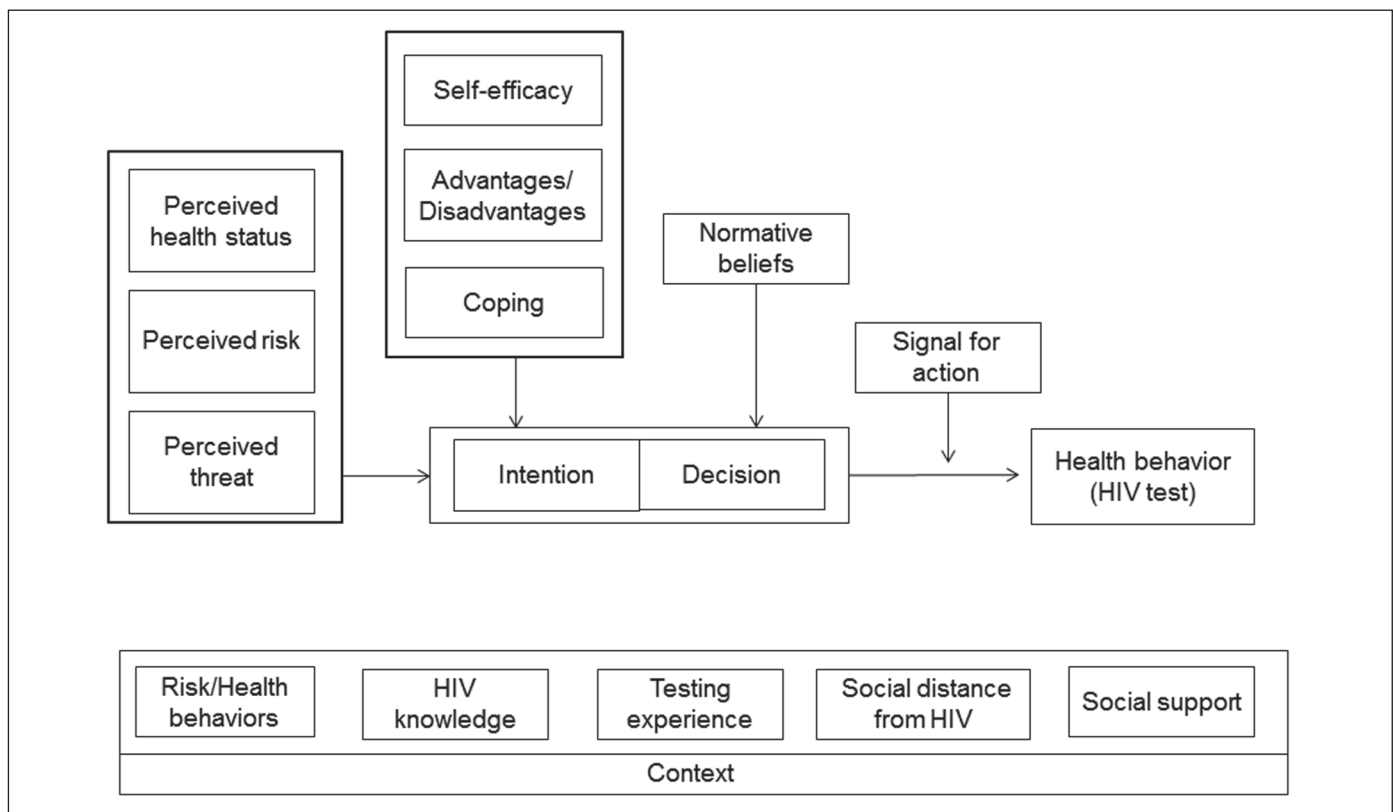 Self-efficacy
Advantages/
Disadvantages
Coping
Perceived
health status
Perceived risk
Perceived
threat
Normative
beliefs
Signal for
action
Intention
Decision
Health behavior
(HIV test)
Risk/Health
behaviors
HIV
knowledge
Testing
experience
Social distance
from HIV
Social support
Context